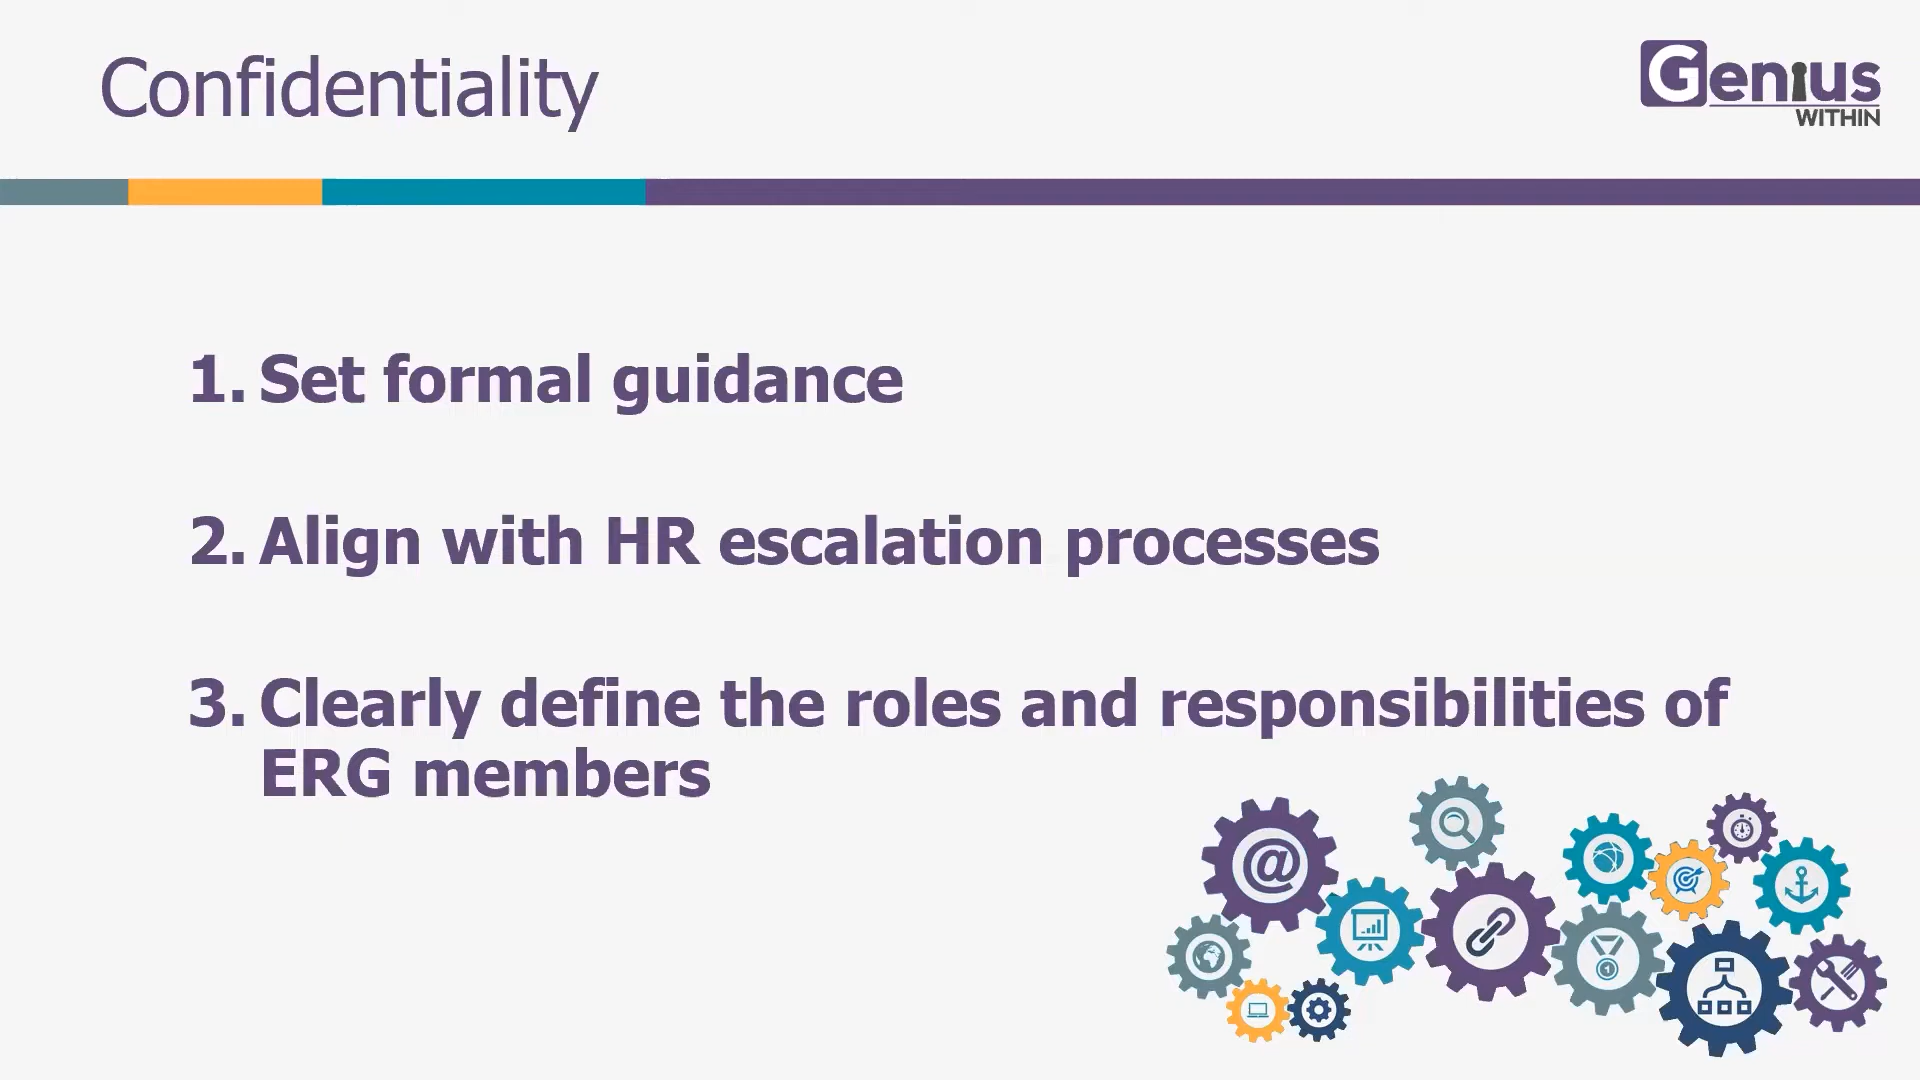 Confidentiality
Genius
WITHIN
1. Set formal guidance
2. Align with HR escalation processes
3. Clearly define the roles and responsibilities of
ERG members
@
1